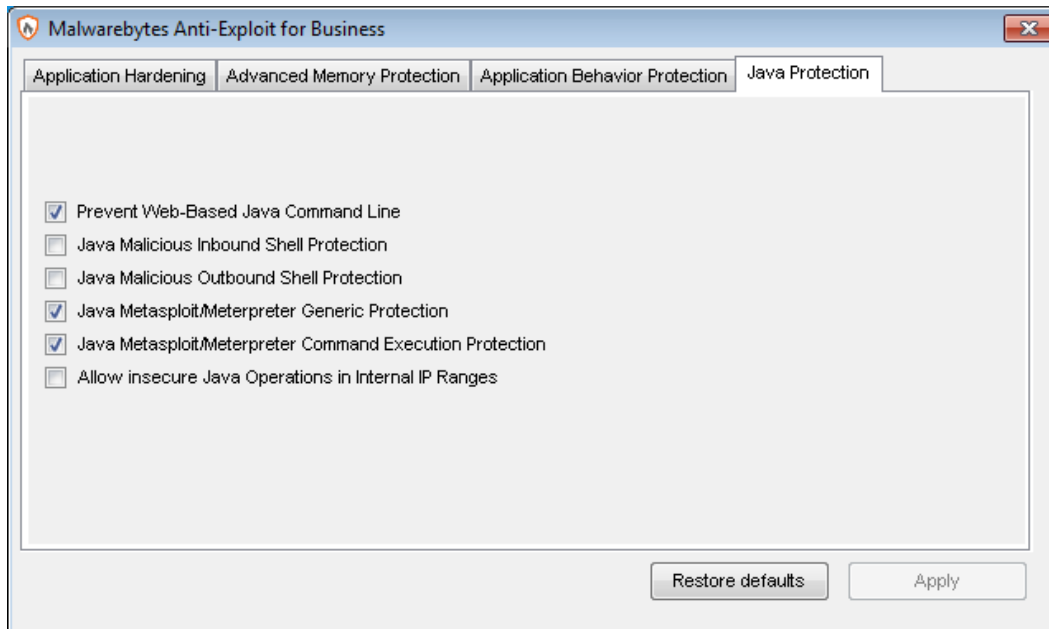 Malwarebytes Anti-Exploit for Business
Application Hardening Advanced Memory Protection Application Behavior Protection Java Protection
Prevent Web-Based Java Command Line
Java Malicious Inbound Shell Protection
Java Malicious Outbound Shell Protection
Java Metasploit/Meterpreter Generic Protection
Java Metasploit/Meterpreter Command Execution Protection
Allow insecure Java Operations in Internal IP Ranges
Restore defaults Apply